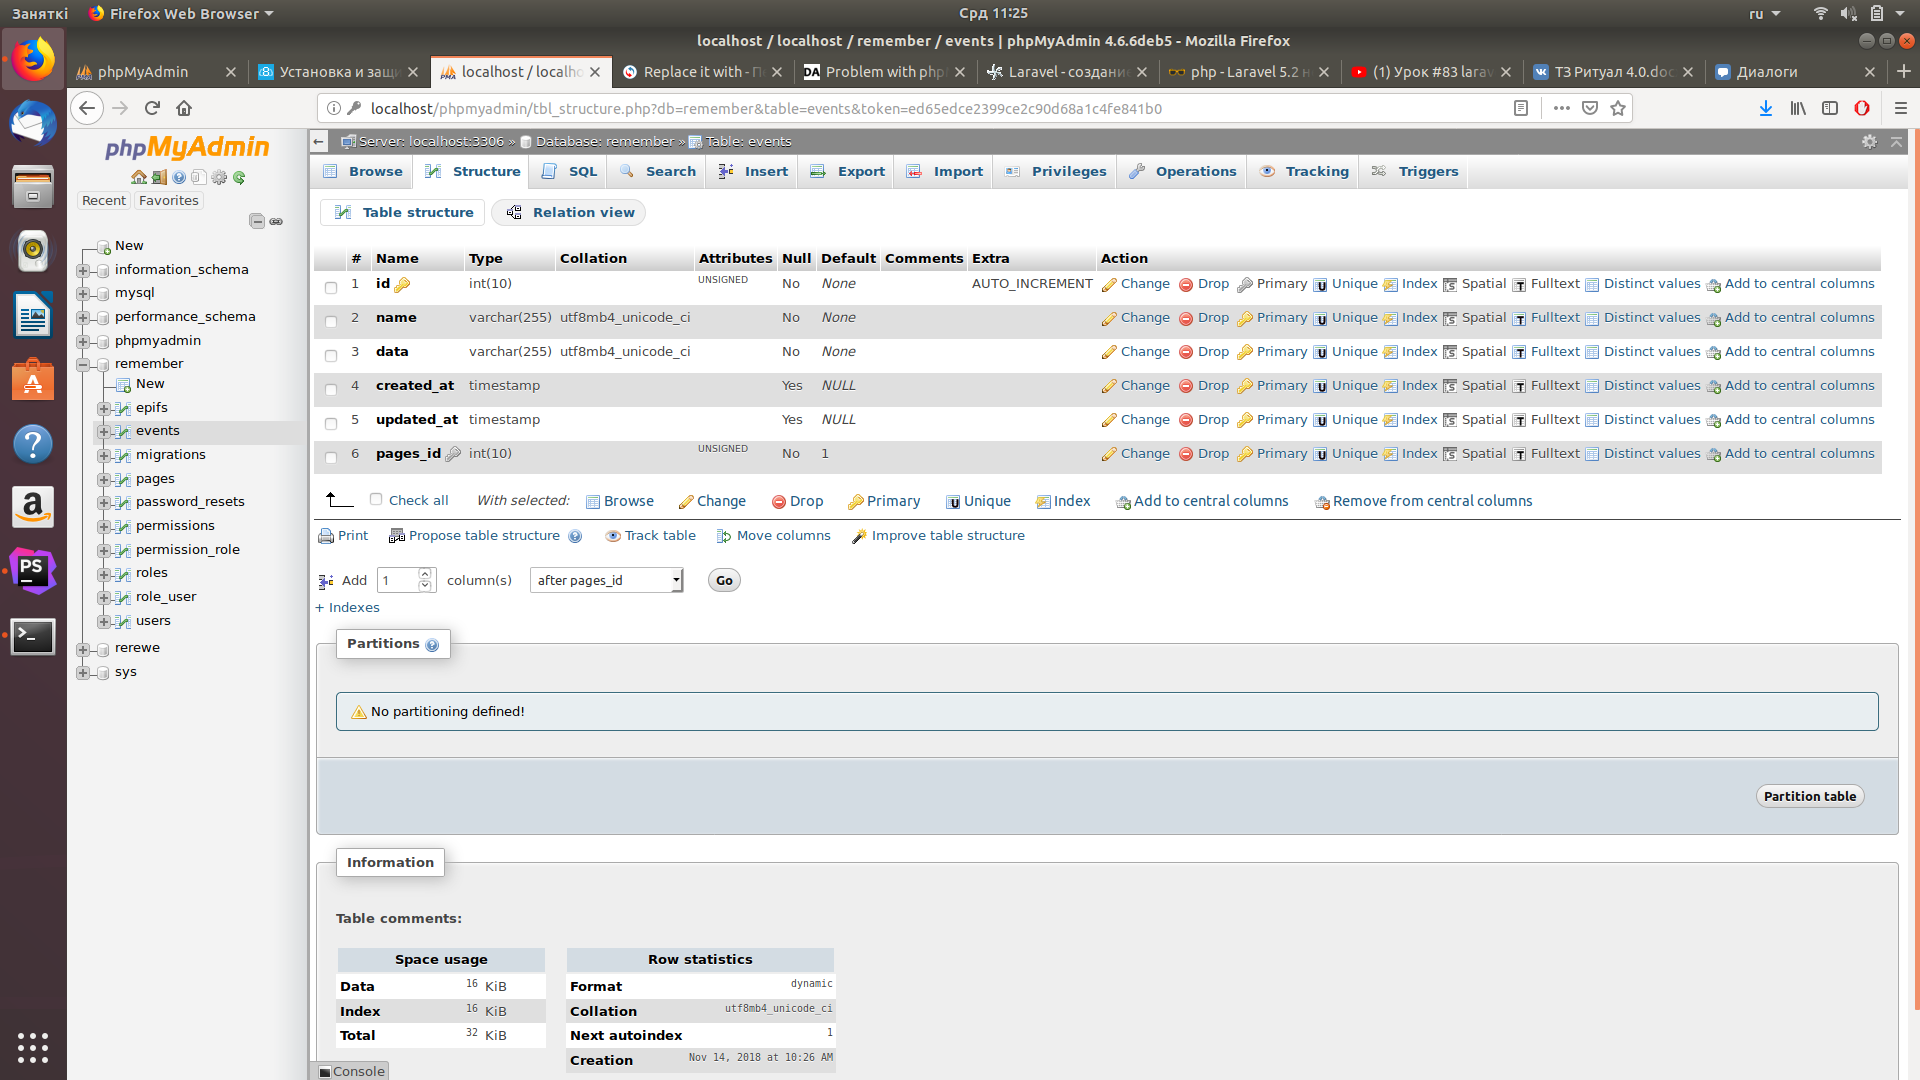 Заняткі
Firefox Web Browser
Срд 11:25
ru
localhost / localhost / remember / events | phpMyAdmin 4.6.6deb5 - Mozilla Firefox
phpMyAdmin
Установка и защи
localhost / localho
Replace it with - П
Problem with php
Laravel - создание
php - Laravel 5.2 н
(1) Урок #83 larav
ТЗ Ритуал 4.0.doc
Диалоги
localhost/phpmyadmin/tbl_structure.php?db=remember&table=events&token=ed65edce2399ce2c90d68a1c4fe841b0
phpMyAdmin
Recent Favorites
New
information_schema
mysql
performance_schema
phpmyadmin
remember
New
epifs
events
migrations
pages
password_resets
permissions
permission_role
roles
role_user
users
rerewe
sys
Server: localhost:3306 » Database: remember » Table: events
Browse Structure SQL Search Insert Export Import Privileges Operations Tracking Triggers
Table structure Relation view
# Name Type Collation Attributes Null Default Comments Extra Action
1 id int(10) UNSIGNED No None AUTO_INCREMENT Change Drop Primary Unique Index Spatial Fulltext Distinct values Add to central columns
2 name varchar(255) utf8mb4_unicode_ci No None Change Drop Primary Unique Index Spatial Fulltext Distinct values Add to central columns
3 data varchar(255) utf8mb4_unicode_ci No None Change Drop Primary Unique Index Spatial Fulltext Distinct values Add to central columns
4 created_at timestamp Yes NULL Change Drop Primary Unique Index Spatial Fulltext Distinct values Add to central columns
5 updated_at timestamp Yes NULL Change Drop Primary Unique Index Spatial Fulltext Distinct values Add to central columns
6 pages_id int(10) UNSIGNED No 1 Change Drop Primary Unique Index Spatial Fulltext Distinct values Add to central columns
Check all With selected: Browse Change Drop Primary Unique Index Add to central columns Remove from central columns
Print Propose table structure Track table Move columns Improve table structure
Add 1 column(s) after pages_id Go
+ Indexes
Partitions
No partitioning defined!
Partition table
Information
Table comments:
Space usage
Data 16 KiB
Index 16 KiB
Total 32 KiB
Row statistics
Format dynamic
Collation utf8mb4_unicode_ci
Next autoindex 1
Creation Nov 14, 2018 at 10:26 AM
Console